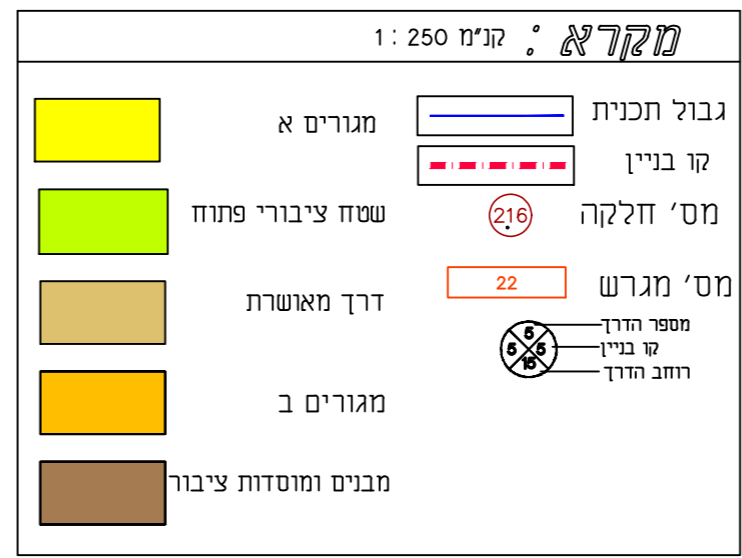 מקרא : קנ"מ 1:250
גבול תכנית
קו בניין
מס' חלקה
216
מס' מגרש
22
מספר הדרך
קו בניין
רוחב הדרך
5
5 5
15
מגורים א
שטח ציבורי פתוח
דרך מאושרת
מגורים ב
מבנים ומוסדות ציבור